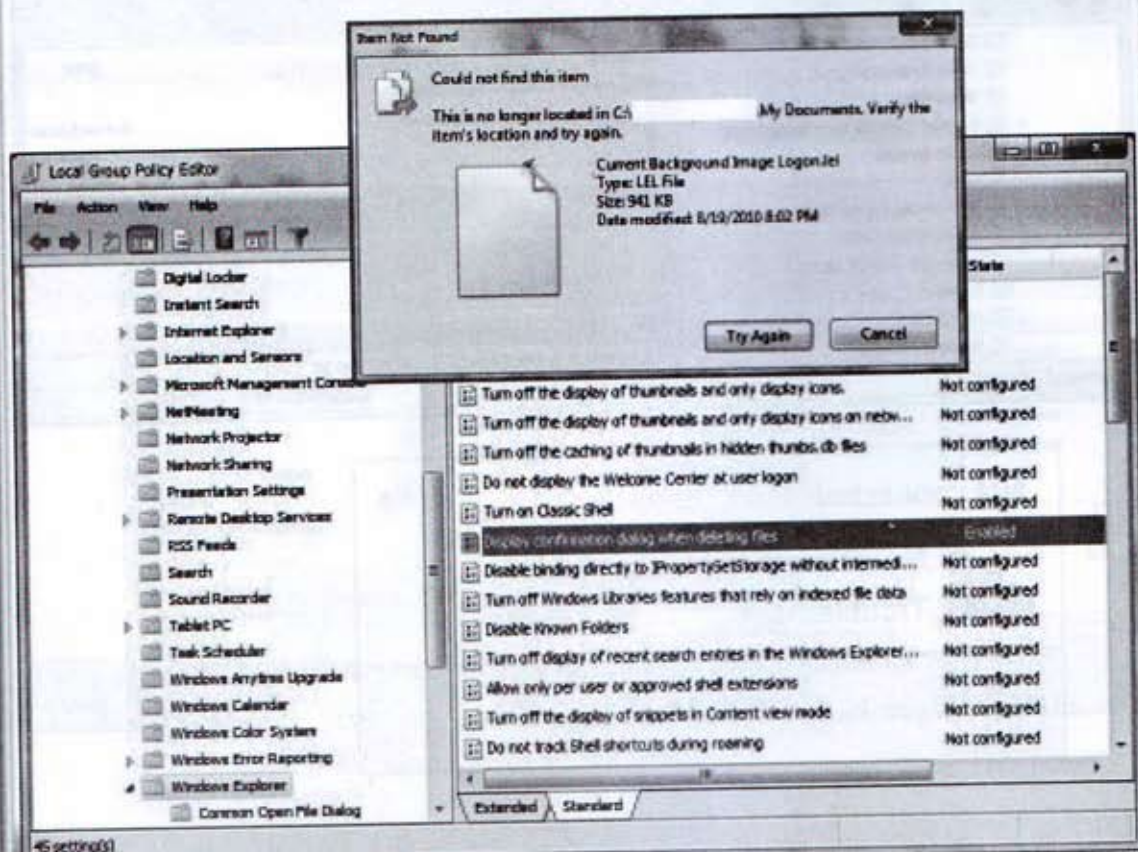 Item Not Found
Could not find this item
This is no longer located in C:\ My Documents. Verify the
item's location and try again.
Current Background Image Logon.lel
Type: LEL File
Size: 941 KB
Date modified: 8/19/2010 8:02 PM
Try Again
Cancel
Local Group Policy Editor
File Action View Help
Digital Locker
Instant Search
Internet Explorer
Location and Sensors
Microsoft Management Console
NetMeeting
Network Projector
Network Sharing
Presentation Settings
Remote Desktop Services
RSS Feeds
Search
Sound Recorder
Tablet PC
Task Scheduler
Windows Anytime Upgrade
Windows Calendar
Windows Color System
Windows Error Reporting
Windows Explorer
Common Open File Dialog
State
Turn off the display of thumbnails and only display icons. Not configured
Turn off the display of thumbnails and only display icons on netw... Not configured
Turn off the caching of thumbnails in hidden thumbs.db files Not configured
Do not display the Welcome Center at user logon Not configured
Turn on Classic Shell Not configured
Display confirmation dialog when deleting files Enabled
Disable binding directly to IPropertySetStorage without intermedi... Not configured
Turn off Windows Libraries features that rely on indexed file data Not configured
Disable Known Folders Not configured
Turn off display of recent search entries in the Windows Explorer... Not configured
Allow only per user or approved shell extensions Not configured
Turn off the display of snippets in Content view mode Not configured
Do not track Shell shortcuts during roaming Not configured
Extended Standard
45 setting(s)